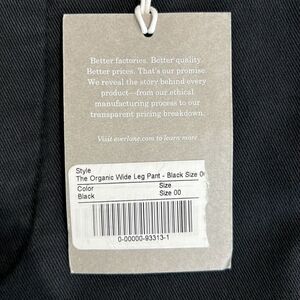 Better factories. Better quality.
Better prices. That's our promise.
We reveal the story behind every
product—from our ethical
manufacturing process to our
transparent pricing breakdown.
Visit everlane.com to learn more
Style
The Organic Wide Leg Pant - Black Size 00
Color Size
Black Size 00
0-00000-93313-1